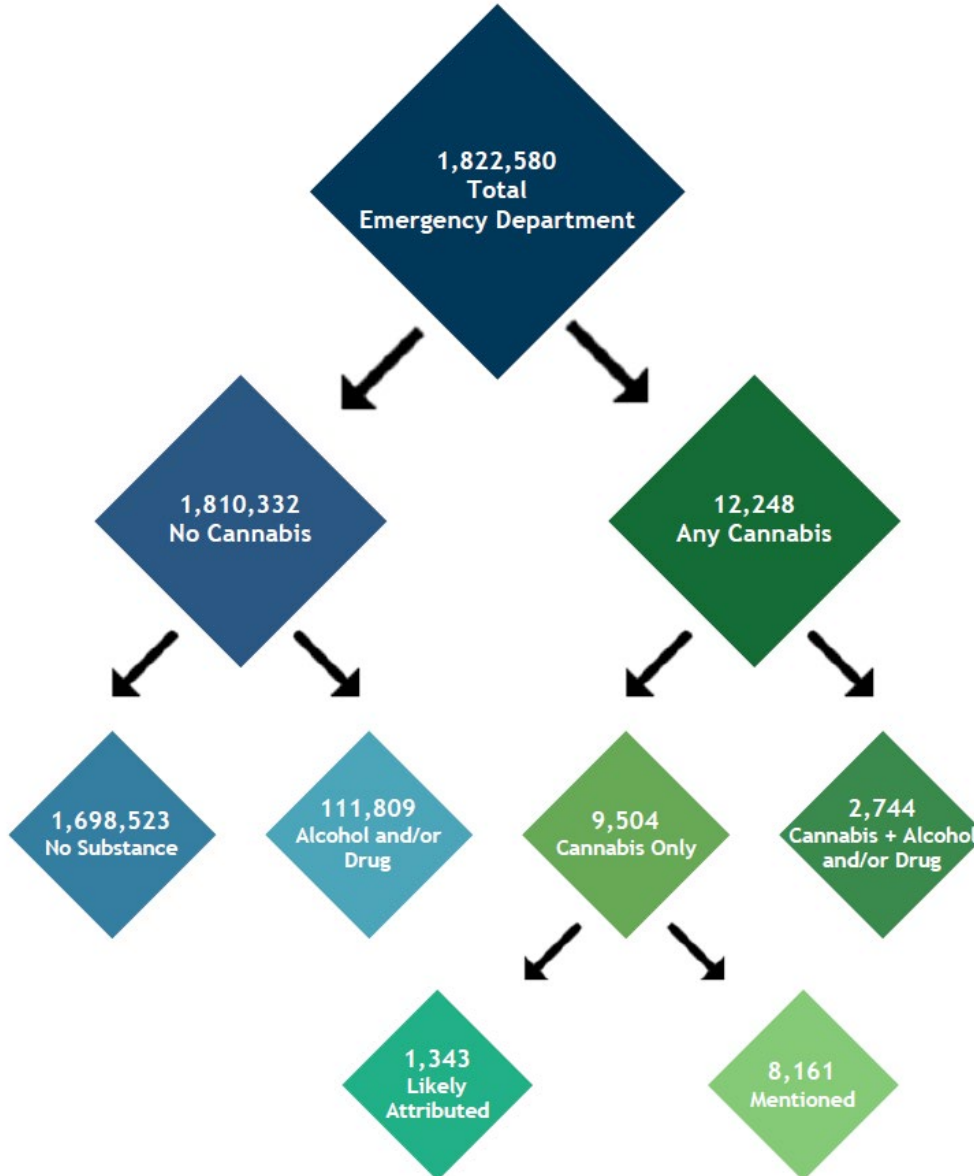 1,822,580
Total
Emergency Department
1,810,332
No Cannabis
12,248
Any Cannabis
1,698,523
No Substance
111,809
Alcohol and/or
Drug
9,504
Cannabis Only
2,744
Cannabis + Alcohol
and/or Drug
1,343
Likely
Attributed
8,161
Mentioned